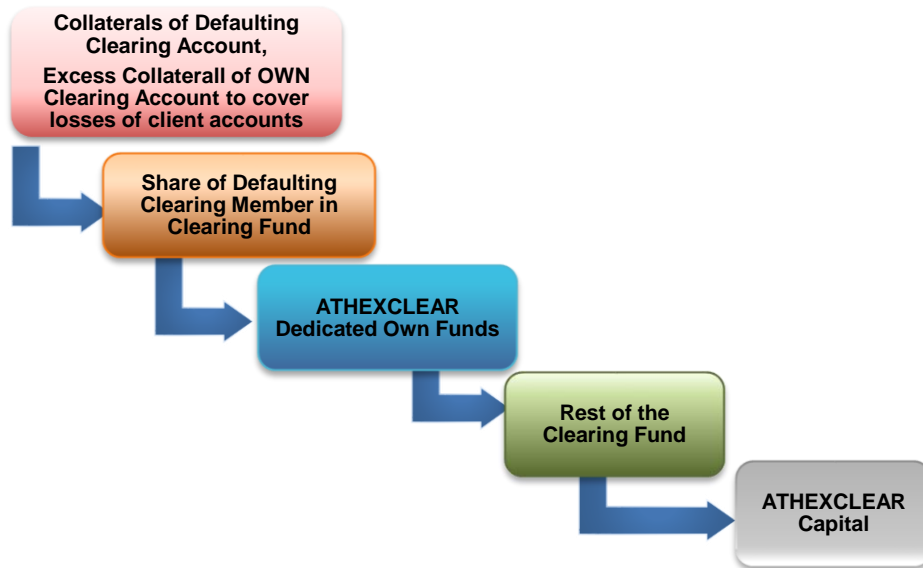 Collaterals of Defaulting
Clearing Account,
Excess Collaterall of OWN
Clearing Account to cover
losses of client accounts
Share of Defaulting
Clearing Member in
Clearing Fund
ATHEXCLEAR
Dedicated Own Funds
Rest of the
Clearing Fund
ATHEXCLEAR
Capital